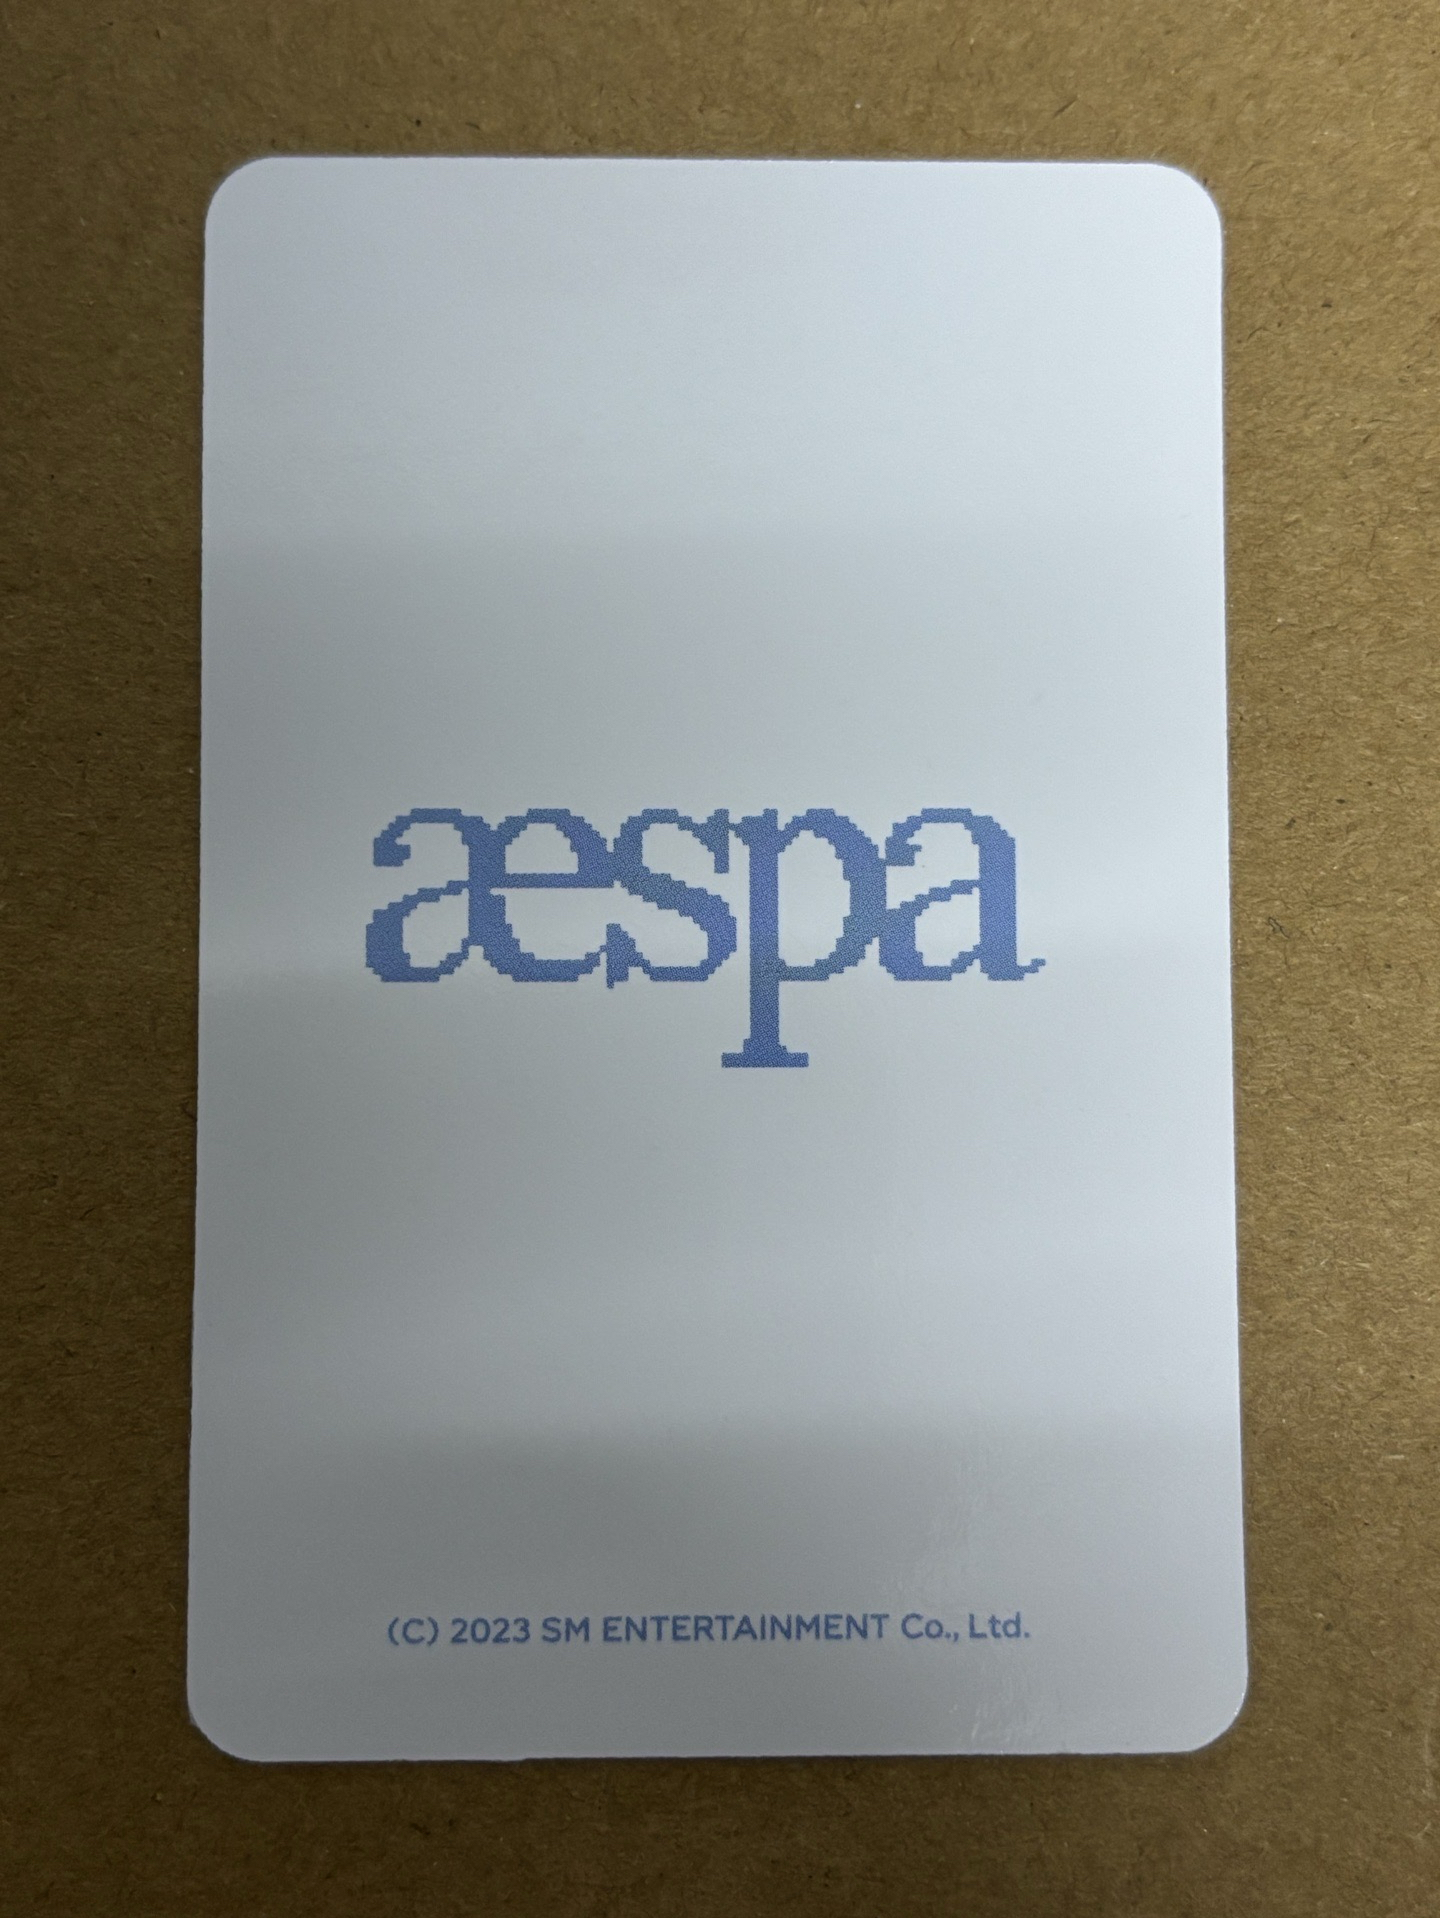 æspa
(C) 2023 SM ENTERTAINMENT Co., Ltd.